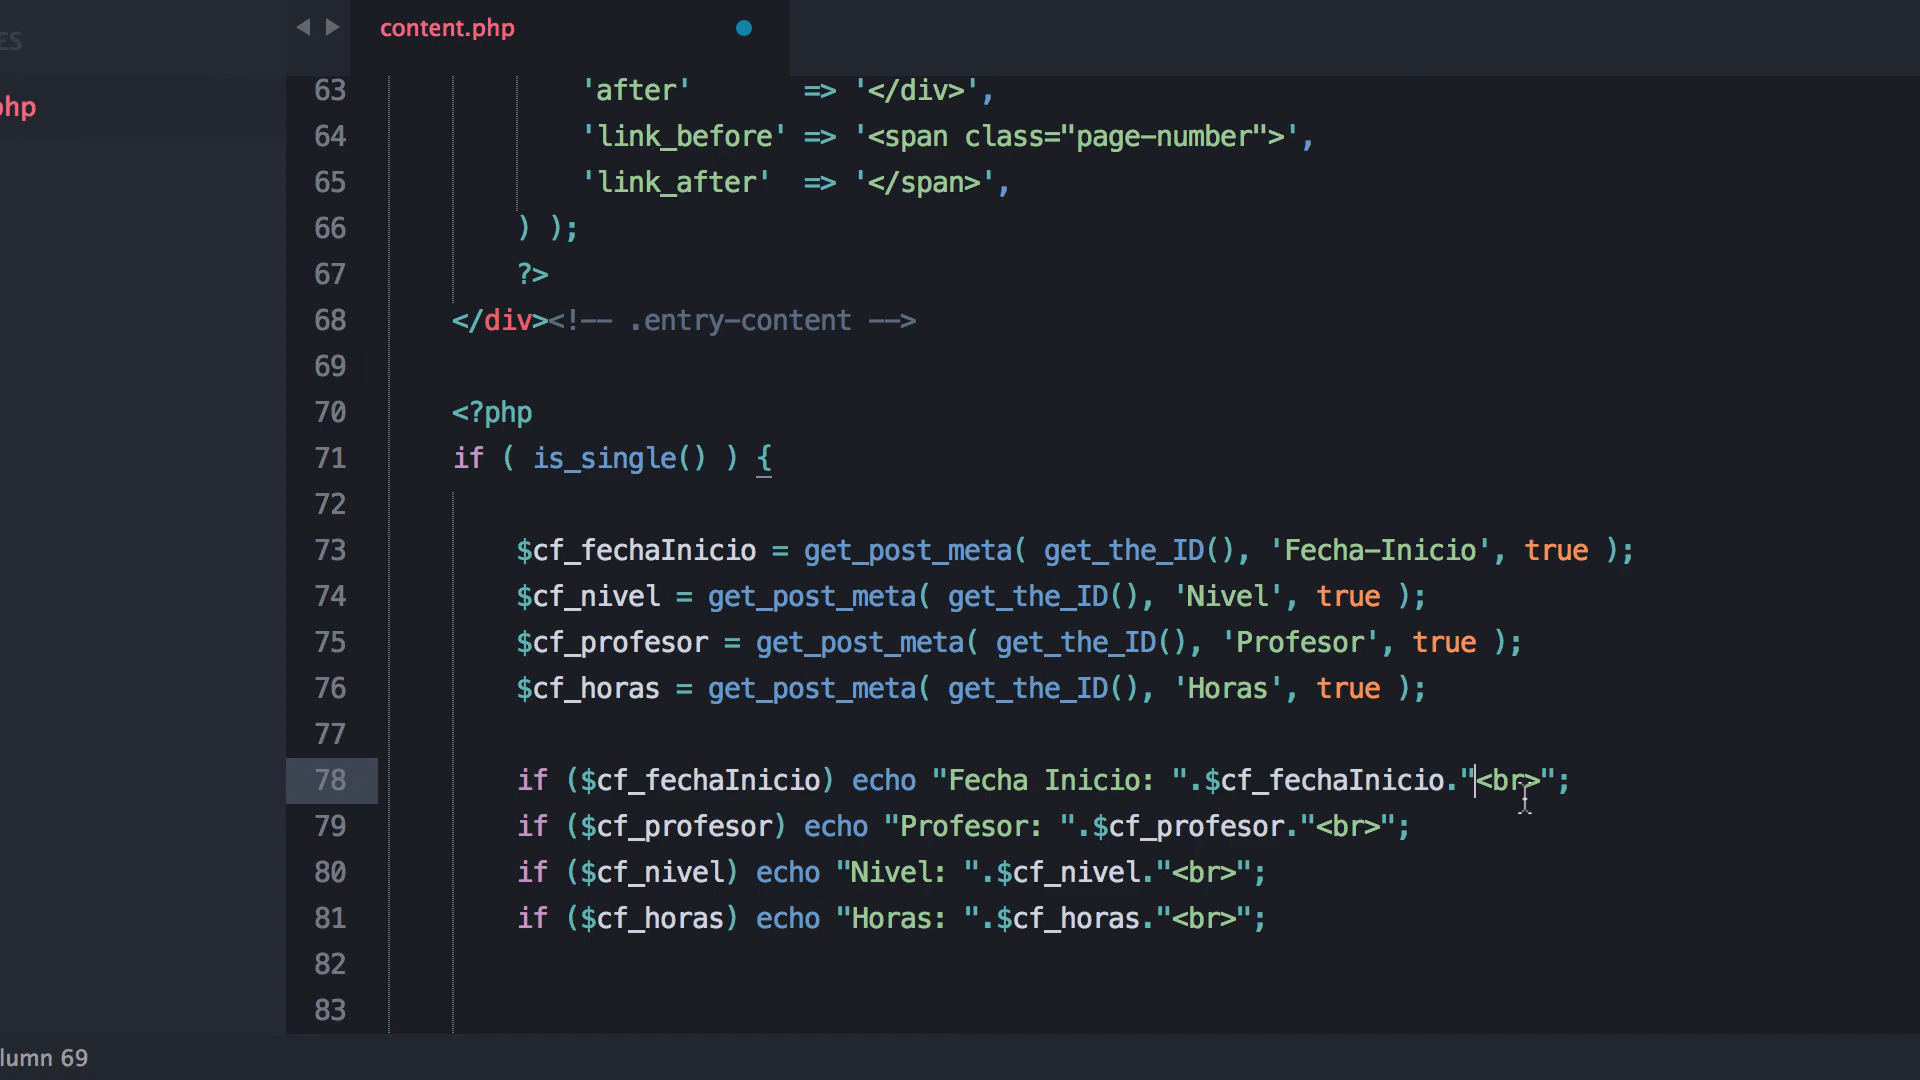 ES
content.php
php
63 'after' => '</div>',
64 'link_before' => '<span class="page-number">',
65 'link_after' => '</span>',
66 ) );
67 ?>
68 </div><!-- .entry-content -->
69
70 <?php
71 if ( is_single() ) {
72
73 $cf_fechaInicio = get_post_meta( get_the_ID(), 'Fecha-Inicio', true );
74 $cf_nivel = get_post_meta( get_the_ID(), 'Nivel', true );
75 $cf_profesor = get_post_meta( get_the_ID(), 'Profesor', true );
76 $cf_horas = get_post_meta( get_the_ID(), 'Horas', true );
77
78 if ($cf_fechaInicio) echo "Fecha Inicio: ".$cf_fechaInicio."<br>";
79 if ($cf_profesor) echo "Profesor: ".$cf_profesor."<br>";
80 if ($cf_nivel) echo "Nivel: ".$cf_nivel."<br>";
81 if ($cf_horas) echo "Horas: ".$cf_horas."<br>";
82
83
lumn 69